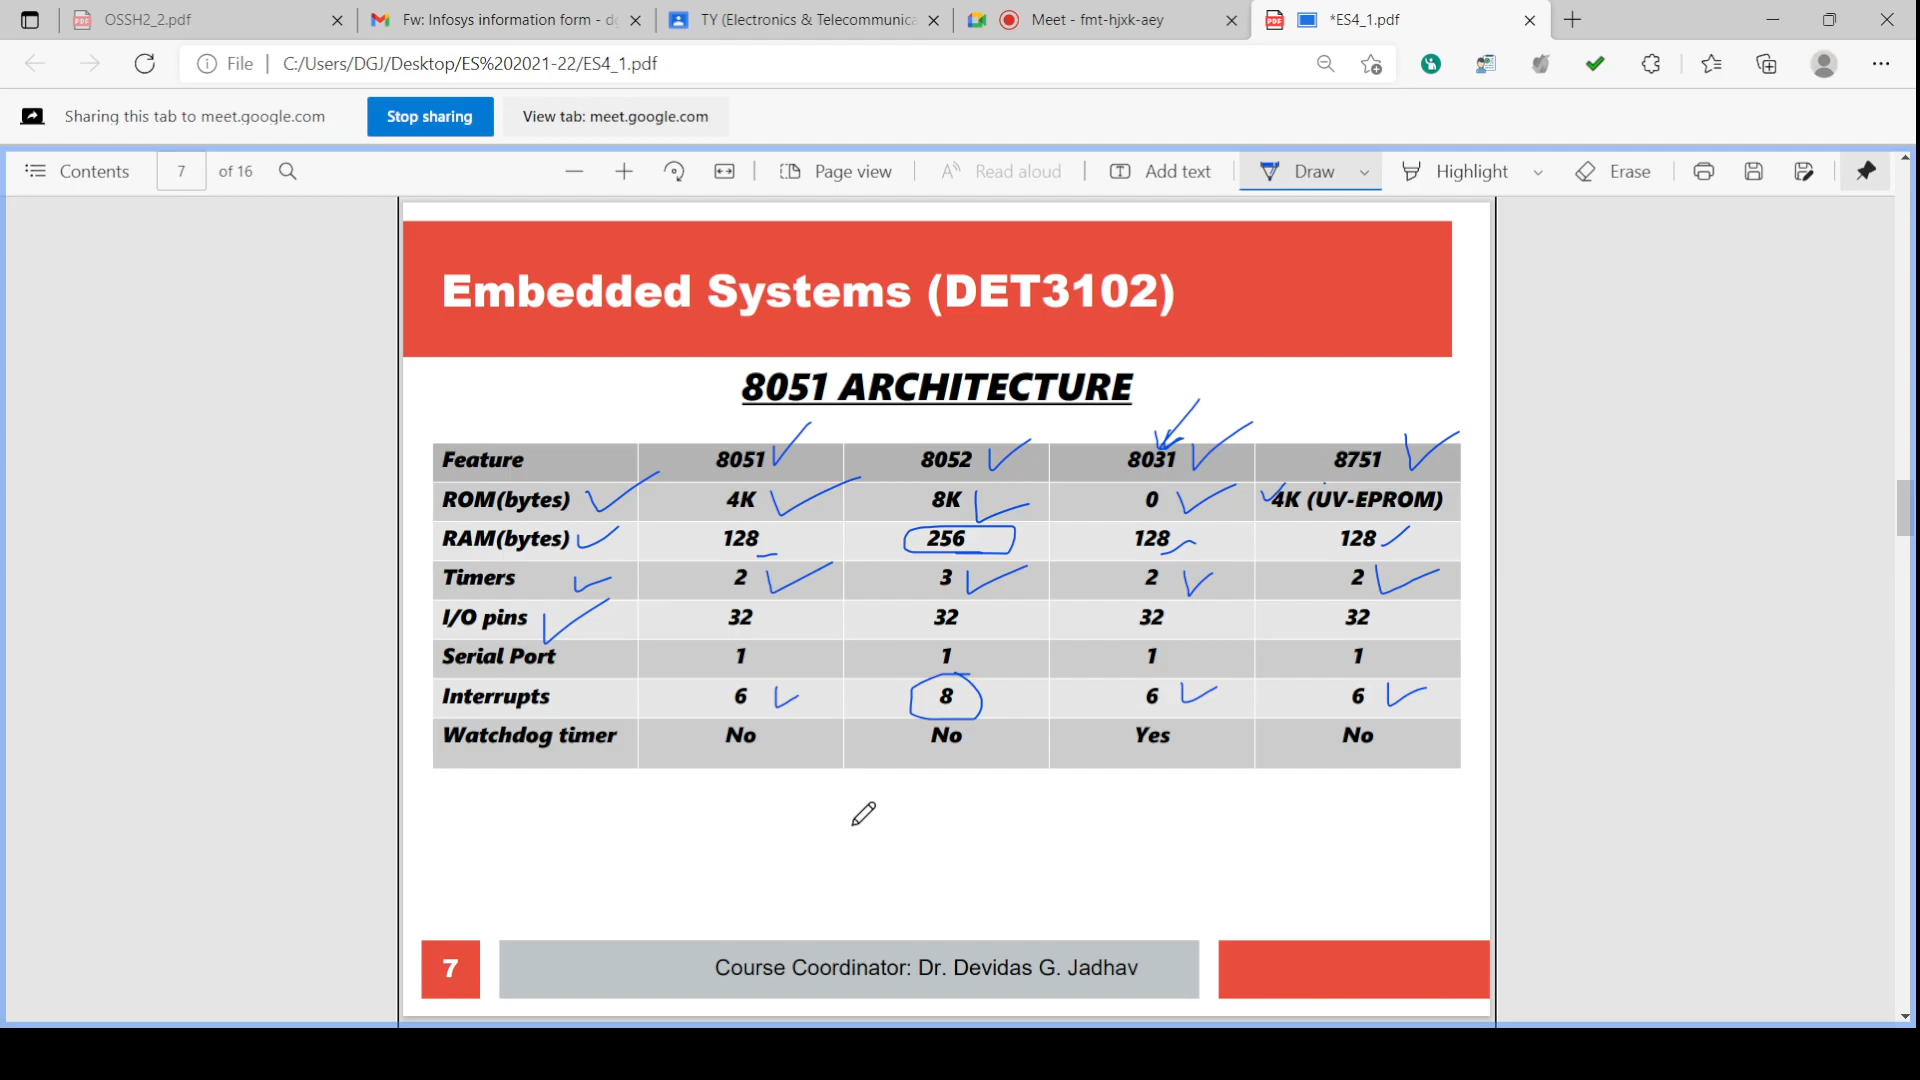 OSSH2_2.pdf
Fw: Infosys information form - d
TY (Electronics & Telecommunica
Meet - fmt-hjxk-aey
*ES4_1.pdf
File
C:/Users/DGJ/Desktop/ES%202021-22/ES4_1.pdf
Sharing this tab to meet.google.com
Stop sharing
View tab: meet.google.com
Contents 7 of 16 Page view Read aloud Add text Draw Highlight Erase
Embedded Systems (DET3102)
8051 ARCHITECTURE
Feature 8051 8052 8031 8751
ROM(bytes) 4K 8K 0 4K (UV-EPROM)
RAM(bytes) 128 256 128 128
Timers 2 3 2 2
I/O pins 32 32 32 32
Serial Port 1 1 1 1
Interrupts 6 8 6 6
Watchdog timer No No Yes No
7 Course Coordinator: Dr. Devidas G. Jadhav